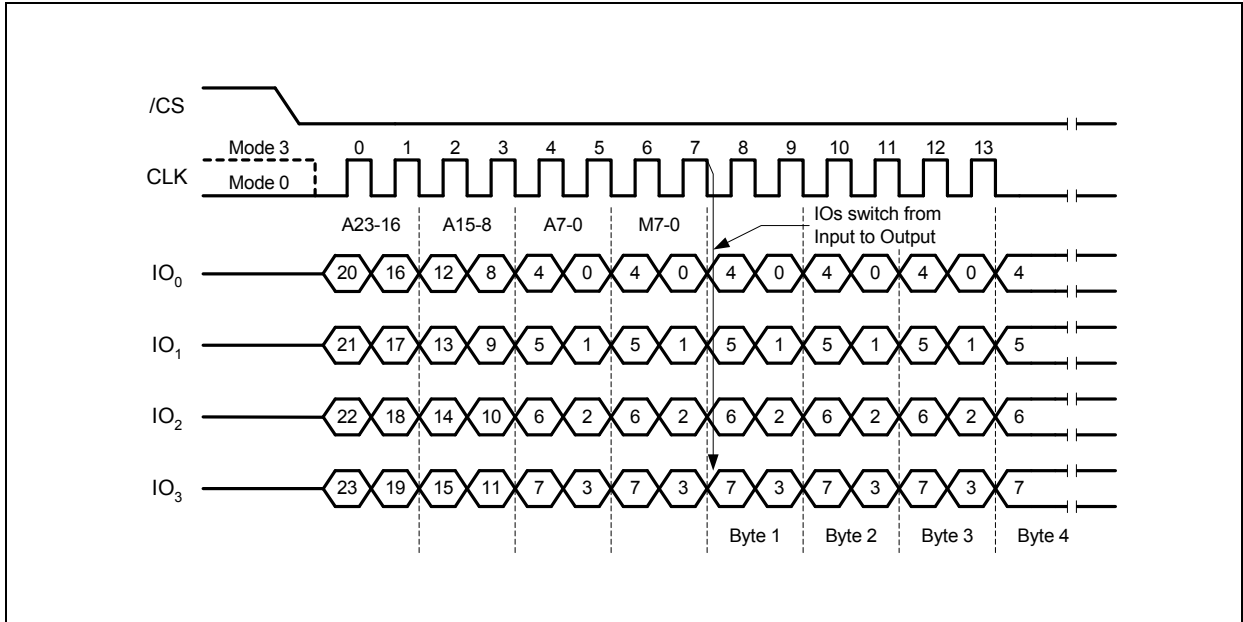 /CS
Mode 3
Mode 0
CLK
0 1 2 3 4 5 6 7 8 9 10 11 12 13
A23-16 A15-8 A7-0 M7-0
IOs switch from
Input to Output
IO0 20 16 12 8 4 0 4 0 4 0 4 0 4 0 4
IO1 21 17 13 9 5 1 5 1 5 1 5 1 5 1 5
IO2 22 18 14 10 6 2 6 2 6 2 6 2 6 2 6
IO3 23 19 15 11 7 3 7 3 7 3 7 3 7 3 7
Byte 1 Byte 2 Byte 3 Byte 4